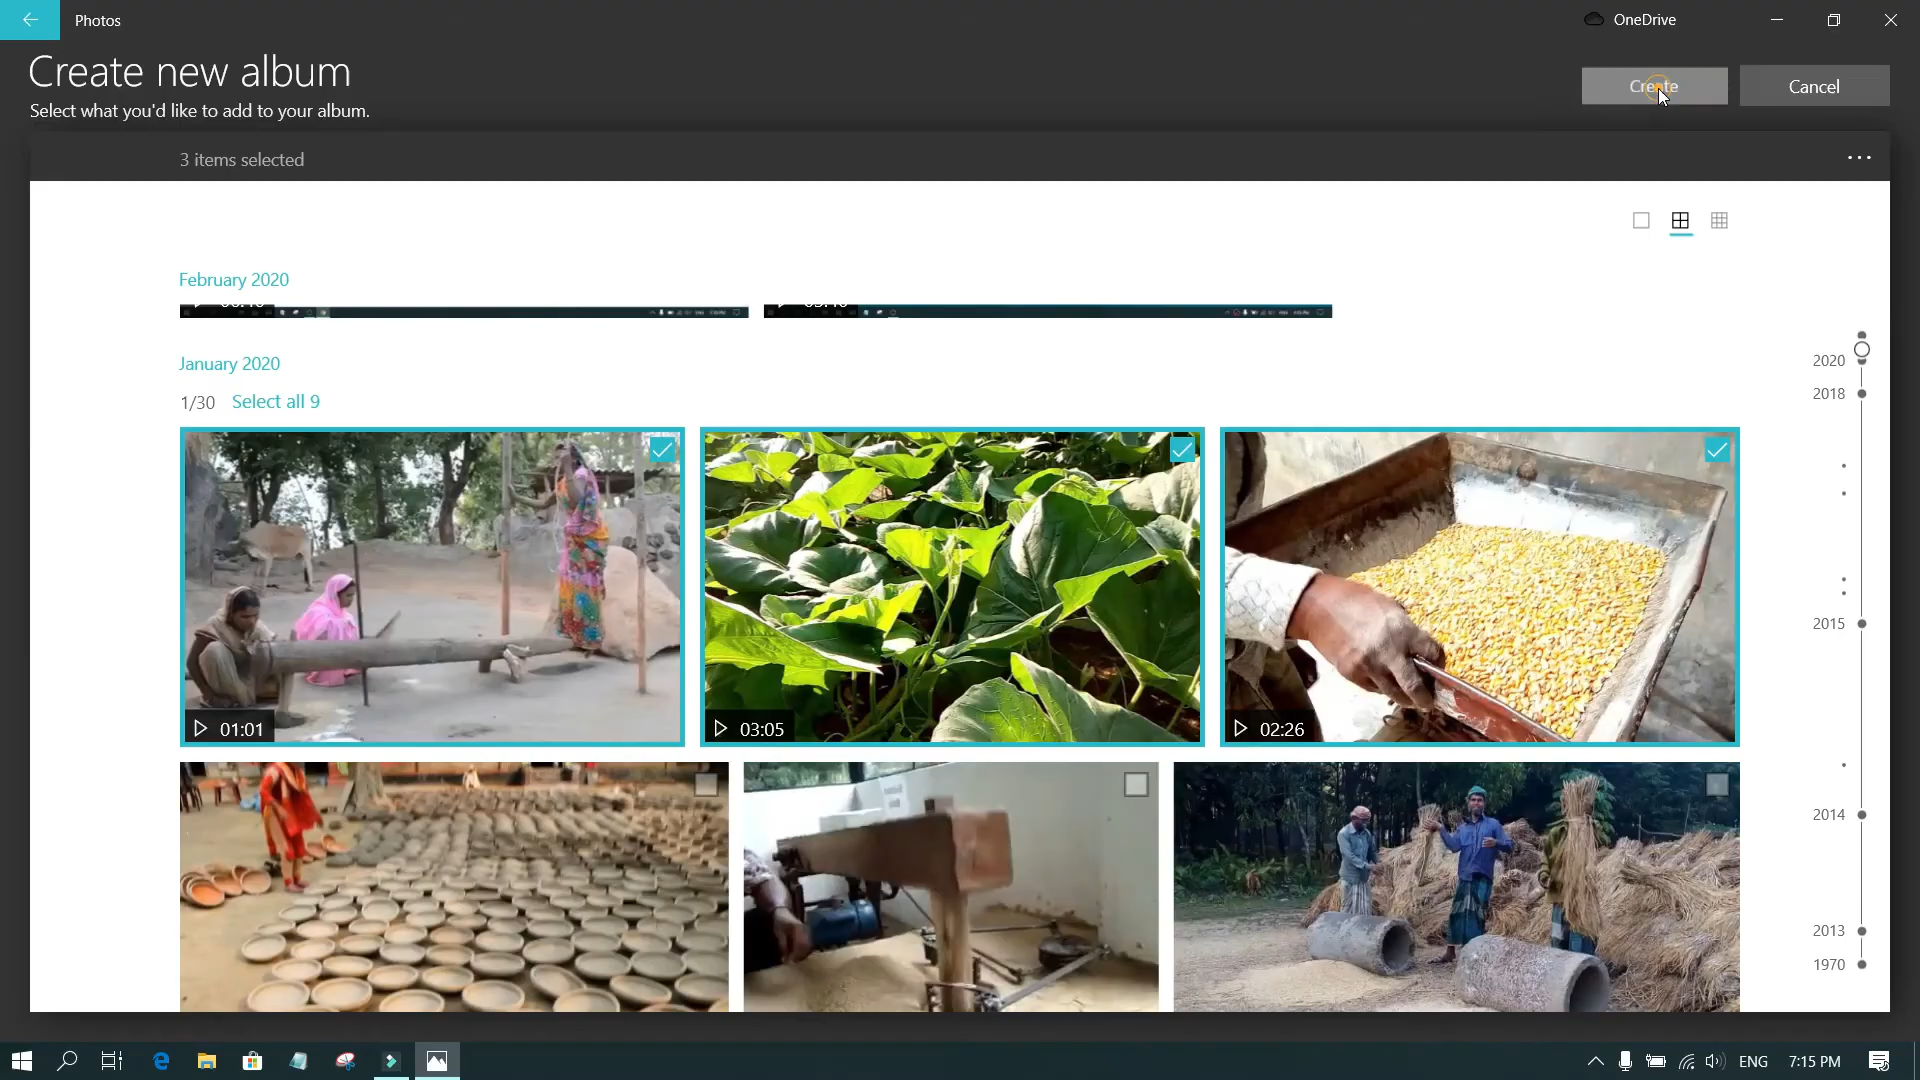 Photos
OneDrive
Create new album
Select what you'd like to add to your album.
Create
Cancel
3 items selected
February 2020
January 2020
1/30 Select all 9
2020
2018
01:01
03:05
02:26
2015
2014
2013
1970
ENG
7:15 PM